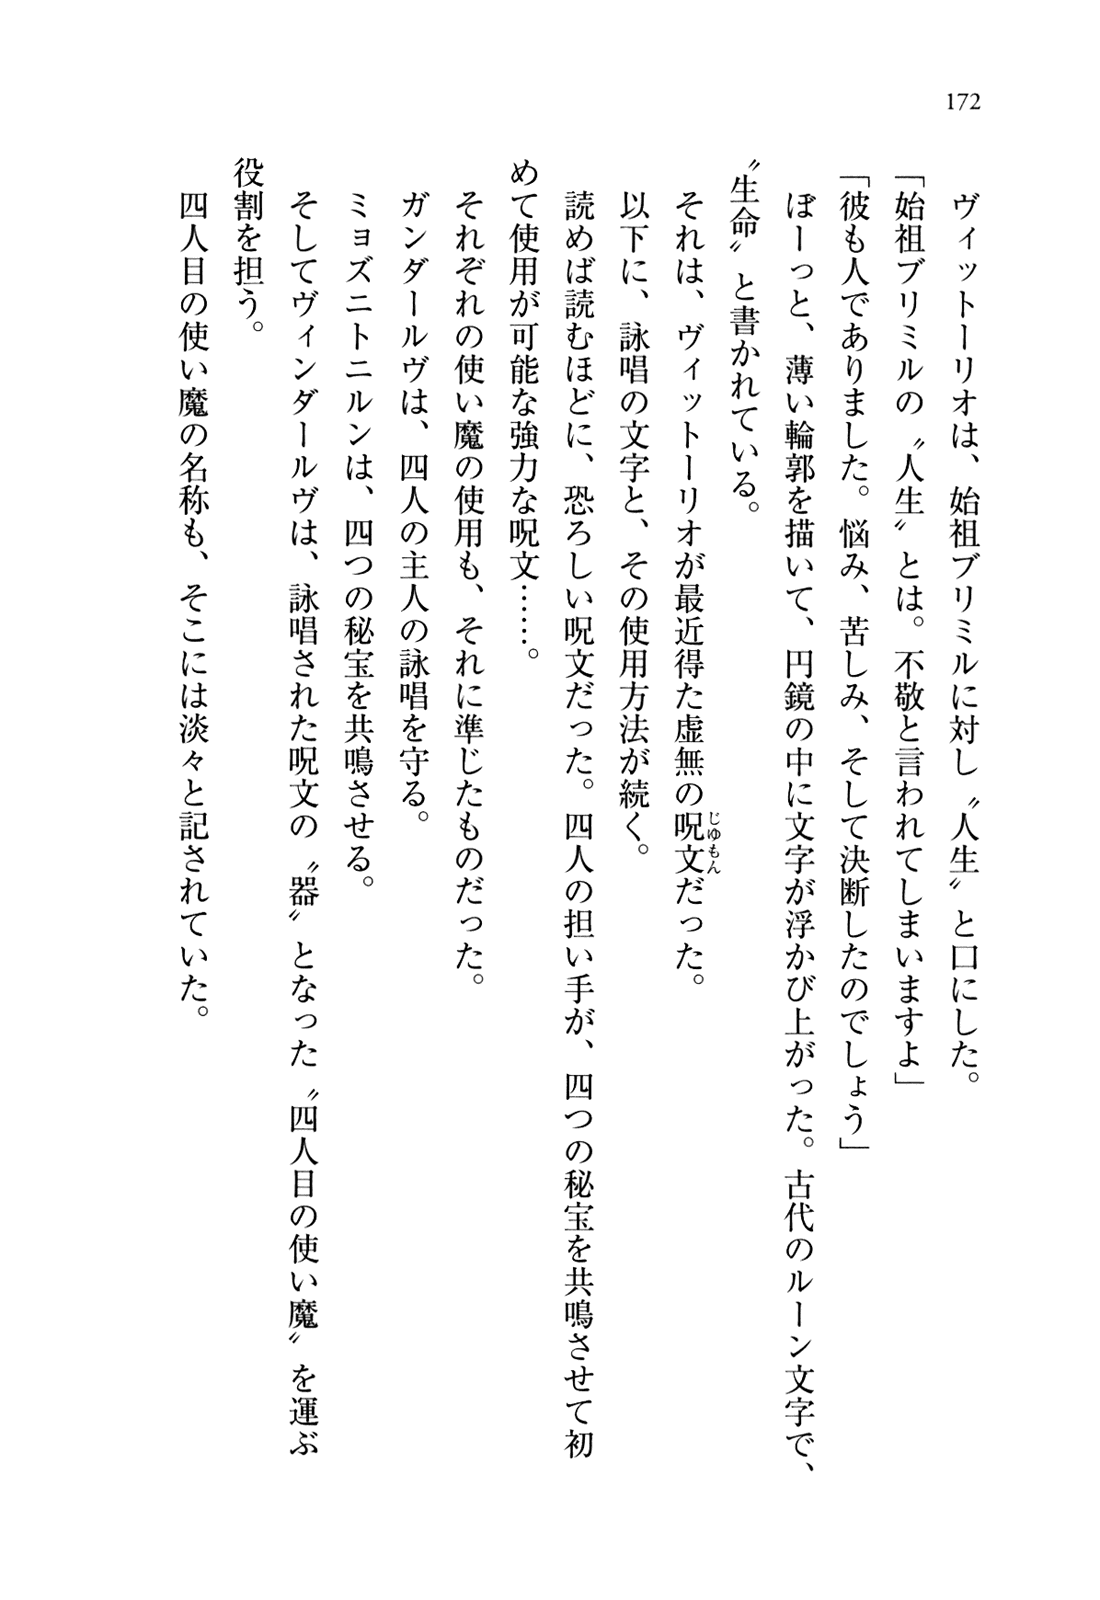 172
ヴィットーリオは、始祖ブリミルに対し〝人生〟と口にした。
「始祖ブリミルの〝人生〟とは。不敬と言われてしまいますよ」
「彼も人でありました。悩み、苦しみ、そして決断したのでしょう」
ぼーっと、薄い輪郭を描いて、円鏡の中に文字が浮かび上がった。古代のルーン文字で、
〝生命〟と書かれている。
それは、ヴィットーリオが最近得た虚無の呪文じゆもんだった。
以下に、詠唱の文字と、その使用方法が続く。
読めば読むほどに、恐ろしい呪文だった。四人の担い手が、四つの秘宝を共鳴させて初
めて使用が可能な強力な呪文……。
それぞれの使い魔の使用も、それに準じたものだった。
ガンダールヴは、四人の主人の詠唱を守る。
ミョズニトニルンは、四つの秘宝を共鳴させる。
そしてヴィンダールヴは、詠唱された呪文の〝器〟となった〝四人目の使い魔〟を運ぶ
役割を担う。
四人目の使い魔の名称も、そこには淡々と記されていた。